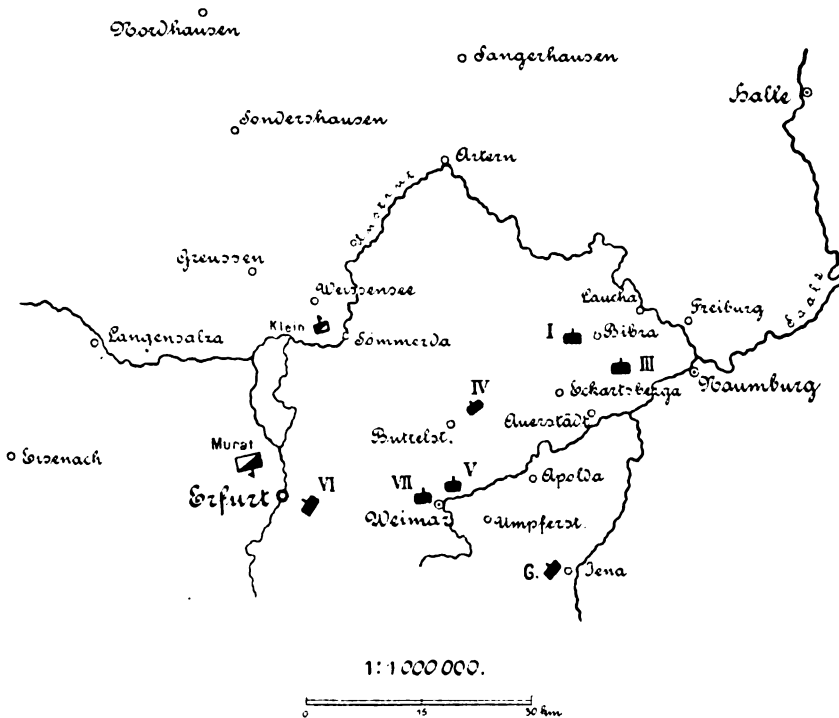 Nordhausen
Sangerhausen
Halle
Sondershausen
Artern
Unstrut
Greussen
Weissensee
Saale
Laucha
Freiburg
Klein
Sömmerda
I
Bibra
Langensalza
III
Naumburg
Eckartsberga
IV
Auerstädt
Buttelst.
Murat
Eisenach
V
Apolda
VII
VI
Erfurt
Weimar
Umpferst.
G.
Jena
1:1000000.
0 15 30 km